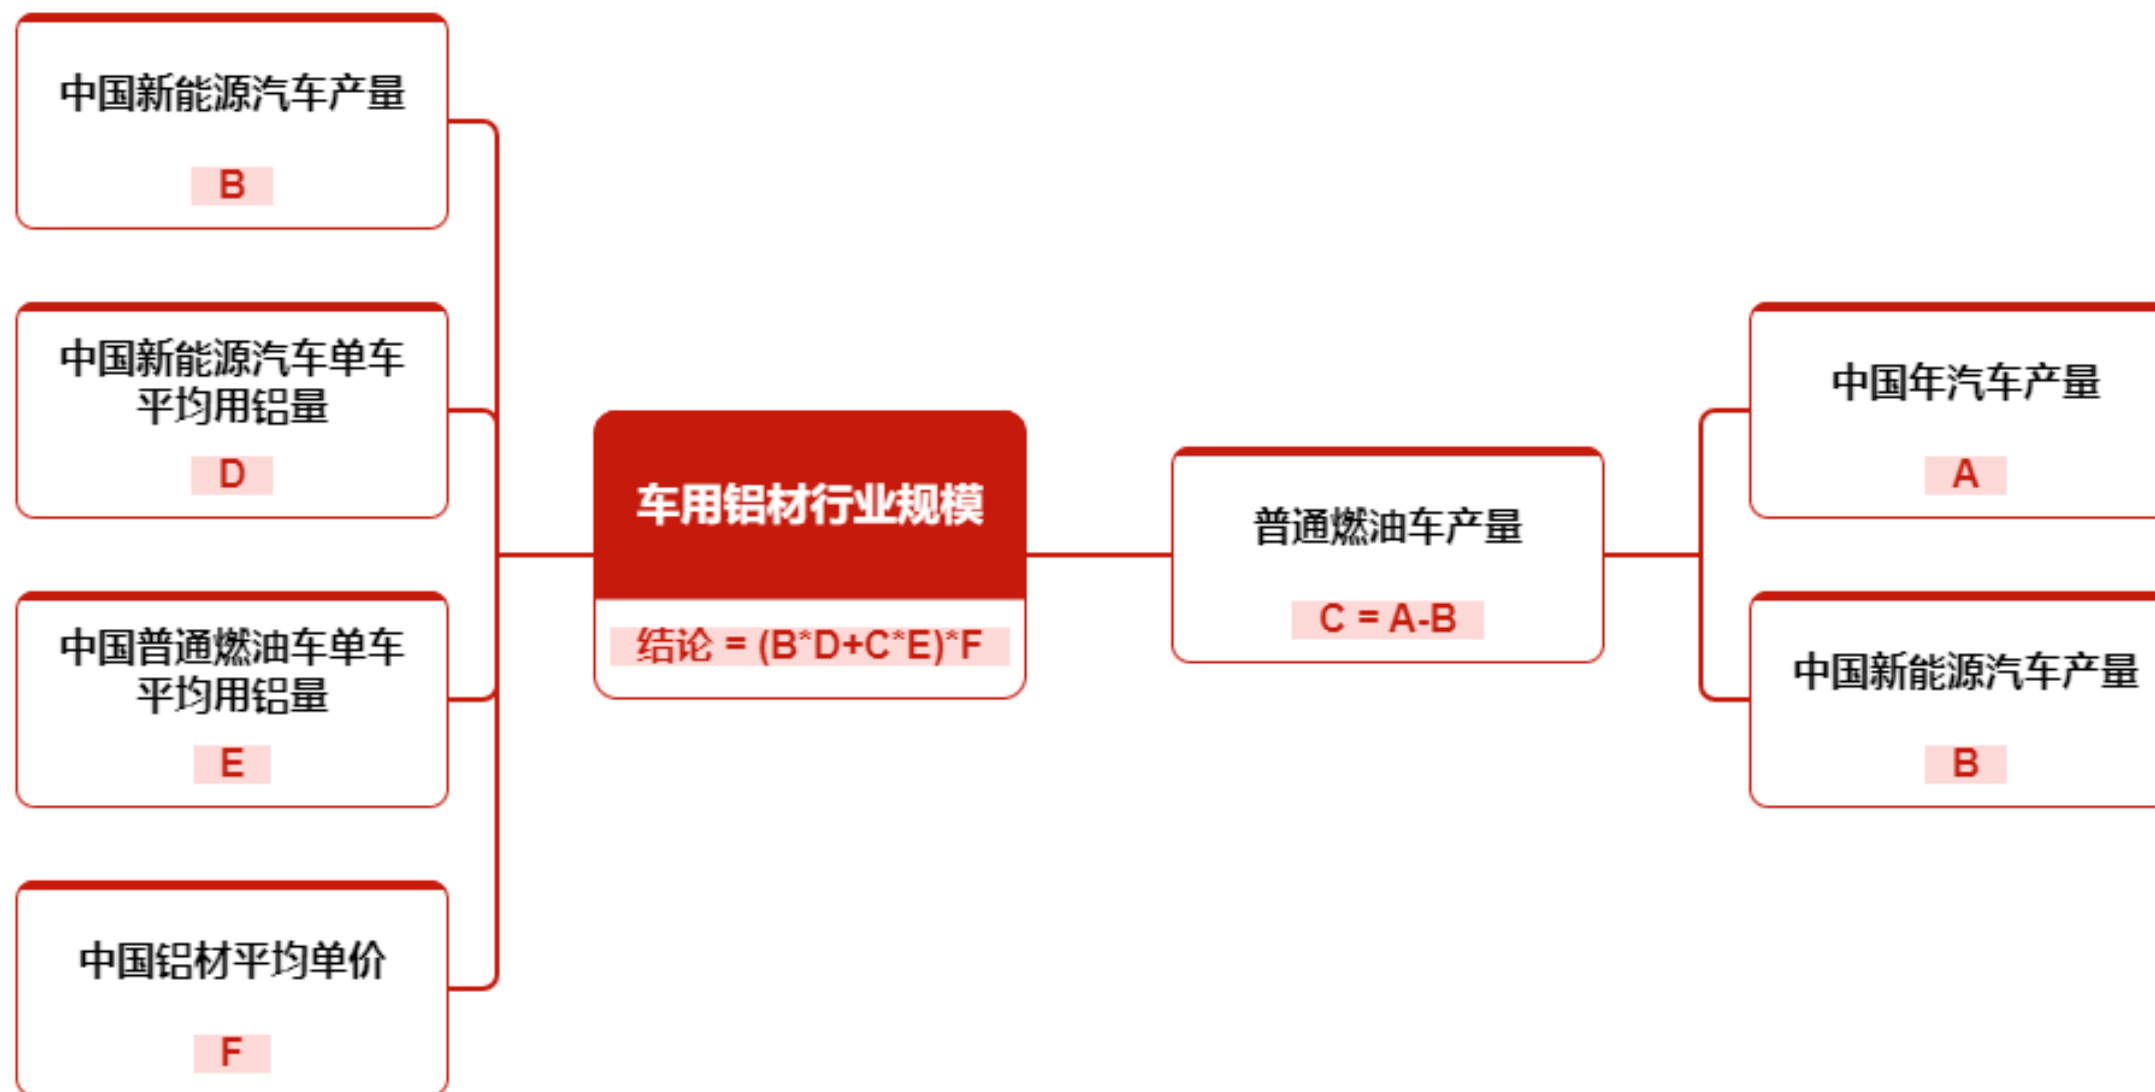 中国新能源汽车产量
B
中国新能源汽车单车
平均用铝量
D
中国普通燃油车单车
平均用铝量
E
中国铝材平均单价
F
车用铝材行业规模
结论 = (B*D+C*E)*F
普通燃油车产量
C = A-B
中国年汽车产量
A
中国新能源汽车产量
B